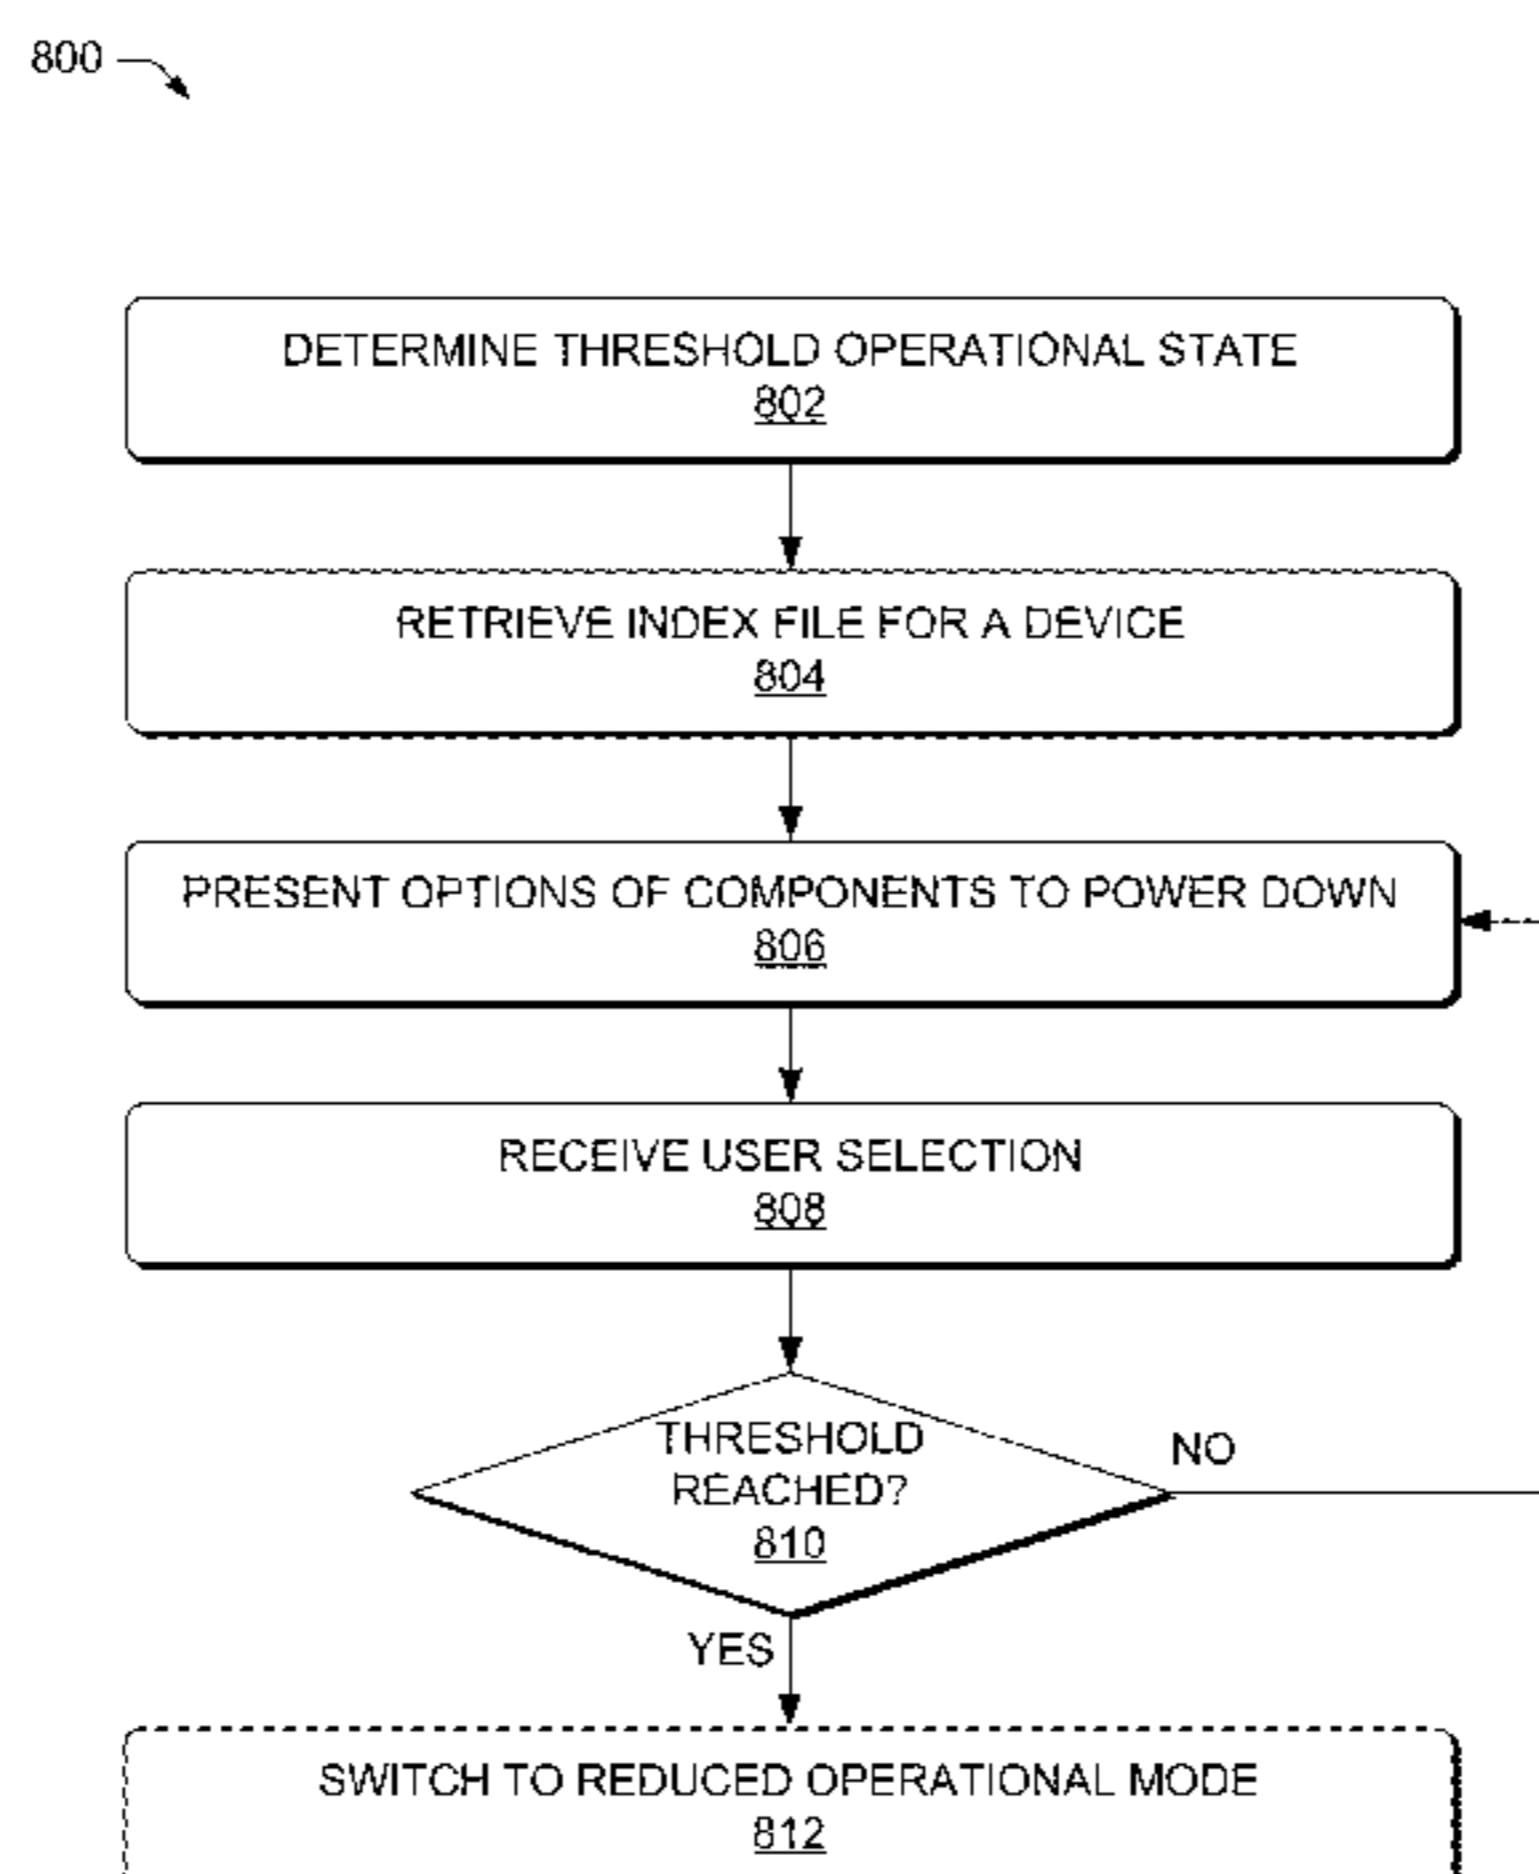 800
DETERMINE THRESHOLD OPERATIONAL STATE
802
RETRIEVE INDEX FILE FOR A DEVICE
804
PRESENT OPTIONS OF COMPONENTS TO POWER DOWN
806
RECEIVE USER SELECTION
808
THRESHOLD
REACHED?
810
NO
YES
SWITCH TO REDUCED OPERATIONAL MODE
812